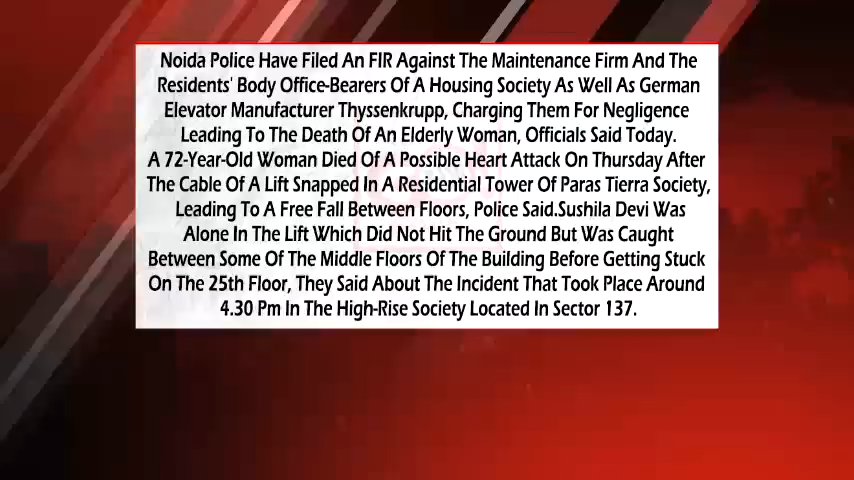 Noida Police Have Filed An FIR Against The Maintenance Firm And The
Residents' Body Office-Bearers Of A Housing Society As Well As German
Elevator Manufacturer Thyssenkrupp, Charging Them For Negligence
Leading To The Death Of An Elderly Woman, Officials Said Today.
A 72-Year-Old Woman Died Of A Possible Heart Attack On Thursday After
The Cable Of A Lift Snapped In A Residential Tower Of Paras Tierra Society,
Leading To A Free Fall Between Floors, Police Said.Sushila Devi Was
Alone In The Lift Which Did Not Hit The Ground But Was Caught
Between Some Of The Middle Floors Of The Building Before Getting Stuck
On The 25th Floor, They Said About The Incident That Took Place Around
4.30 Pm In The High-Rise Society Located In Sector 137.